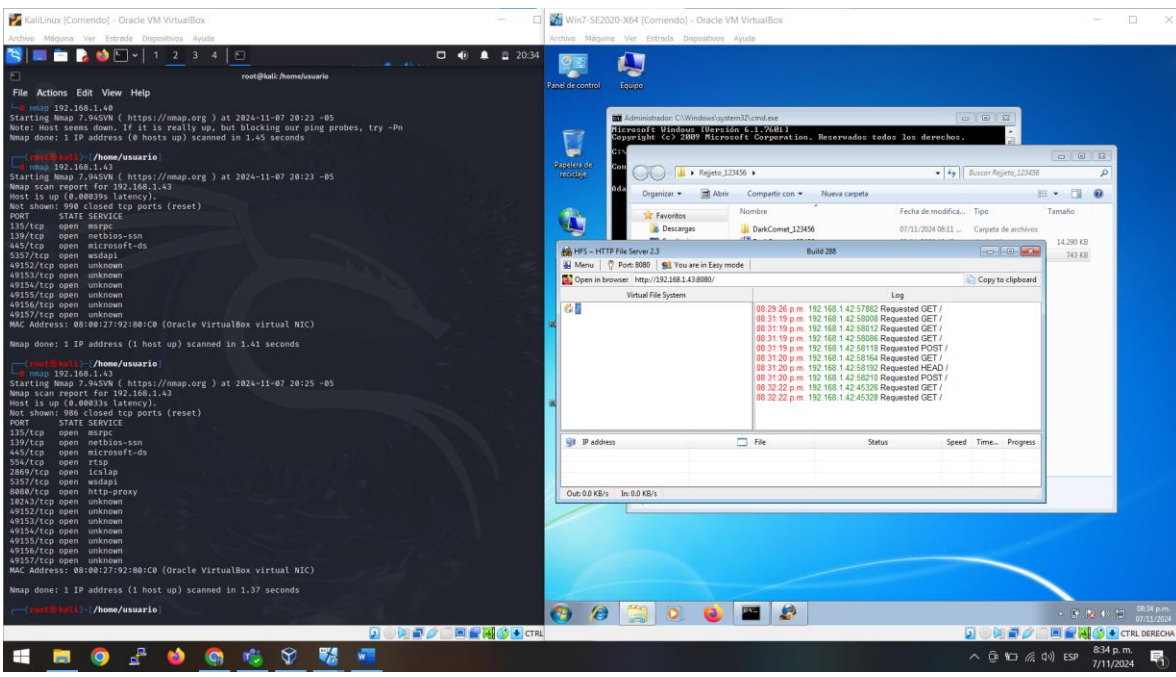 KaliLinux [Corriendo] - Oracle VM VirtualBox
Archivo Máquina Ver Entrada Dispositivos Ayuda
1 2 3 4 20:34
root@kali: /home/usuario
File Actions Edit View Help
# nmap 192.168.1.40
Starting Nmap 7.94SVN ( https://nmap.org ) at 2024-11-07 20:23 -05
Note: Host seems down. If it is really up, but blocking our ping probes, try -Pn
Nmap done: 1 IP address (0 hosts up) scanned in 1.45 seconds
(root㉿kali)-[/home/usuario]
# nmap 192.168.1.43
Starting Nmap 7.94SVN ( https://nmap.org ) at 2024-11-07 20:23 -05
Nmap scan report for 192.168.1.43
Host is up (0.00039s latency).
Not shown: 990 closed tcp ports (reset)
PORT STATE SERVICE
135/tcp open msrpc
139/tcp open netbios-ssn
445/tcp open microsoft-ds
5357/tcp open wsdapi
49152/tcp open unknown
49153/tcp open unknown
49154/tcp open unknown
49155/tcp open unknown
49156/tcp open unknown
49157/tcp open unknown
MAC Address: 08:00:27:92:80:C0 (Oracle VirtualBox virtual NIC)
Nmap done: 1 IP address (1 host up) scanned in 1.41 seconds
(root㉿kali)-[/home/usuario]
# nmap 192.168.1.43
Starting Nmap 7.94SVN ( https://nmap.org ) at 2024-11-07 20:25 -05
Nmap scan report for 192.168.1.43
Host is up (0.00033s latency).
Not shown: 986 closed tcp ports (reset)
PORT STATE SERVICE
135/tcp open msrpc
139/tcp open netbios-ssn
445/tcp open microsoft-ds
554/tcp open rtsp
2869/tcp open icslap
5357/tcp open wsdapi
8080/tcp open http-proxy
10243/tcp open unknown
49152/tcp open unknown
49153/tcp open unknown
49154/tcp open unknown
49155/tcp open unknown
49156/tcp open unknown
49157/tcp open unknown
MAC Address: 08:00:27:92:80:C0 (Oracle VirtualBox virtual NIC)
Nmap done: 1 IP address (1 host up) scanned in 1.37 seconds
(root㉿kali)-[/home/usuario]
CTRL
Win7-SE2020-X64 [Corriendo] - Oracle VM VirtualBox
Archivo Máquina Ver Entrada Dispositivos Ayuda
Panel de control Equipo
Papelera de reciclaje
Administrador: C:\Windows\system32\cmd.exe
Microsoft Windows [Versión 6.1.7601]
Copyright (c) 2009 Microsoft Corporation. Reservados todos los derechos.
Rejjeto_123456
Buscar Rejjeto_123456
Organizar Abrir Compartir con Nueva carpeta
Favoritos Nombre Fecha de modifica... Tipo Tamaño
Descargas DarkComet_123456 07/11/2024 08:11 ... Carpeta de archivos
14.290 KB
743 KB
HFS ~ HTTP File Server 2.3 Build 288
Menu Port: 8080 You are in Easy mode
Open in browser http://192.168.1.43:8080/ Copy to clipboard
Virtual File System Log
/
08:29:26 p.m. 192.168.1.42:57882 Requested GET /
08:31:19 p.m. 192.168.1.42:58008 Requested GET /
08:31:19 p.m. 192.168.1.42:58012 Requested GET /
08:31:19 p.m. 192.168.1.42:58086 Requested GET /
08:31:19 p.m. 192.168.1.42:58118 Requested POST /
08:31:20 p.m. 192.168.1.42:58164 Requested GET /
08:31:20 p.m. 192.168.1.42:58192 Requested HEAD /
08:31:20 p.m. 192.168.1.42:58210 Requested POST /
08:32:22 p.m. 192.168.1.42:45326 Requested GET /
08:32:22 p.m. 192.168.1.42:45328 Requested GET /
IP address File Status Speed Time... Progress
Out: 0.0 KB/s In: 0.0 KB/s
08:34 p.m.
07/11/2024
CTRL DERECHA
ESP
8:34 p. m.
7/11/2024